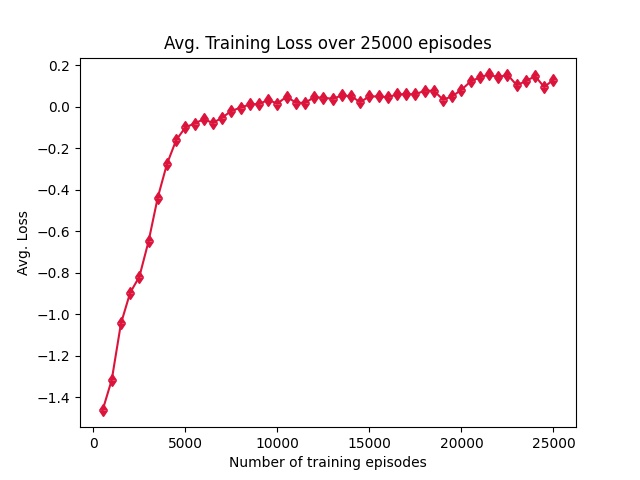 Avg. Training Loss over 25000 episodes
0.2
0.0
−0.2
−0.4
−0.6
−0.8
−1.0
−1.2
−1.4
Avg. Loss
0 5000 10000 15000 20000 25000
Number of training episodes